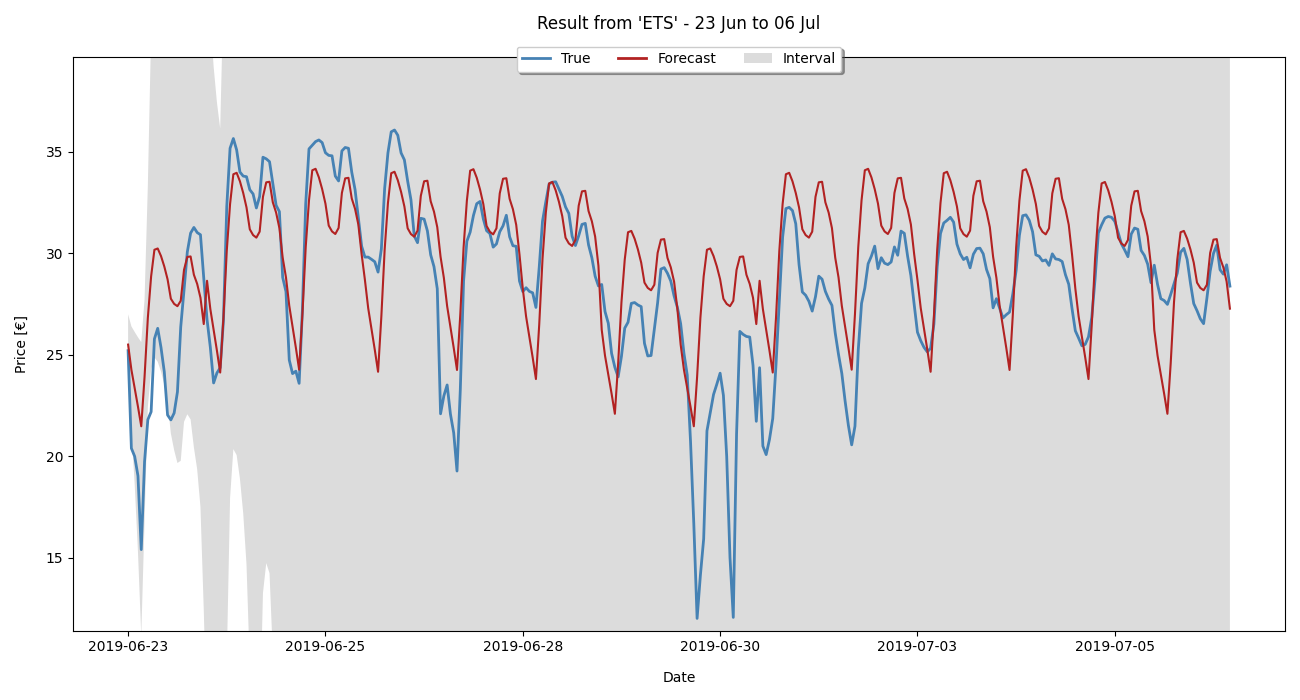 Result from 'ETS' - 23 Jun to 06 Jul
True Forecast Interval
Price [€]
35
30
25
20
15
2019-06-23 2019-06-25 2019-06-28 2019-06-30 2019-07-03 2019-07-05
Date